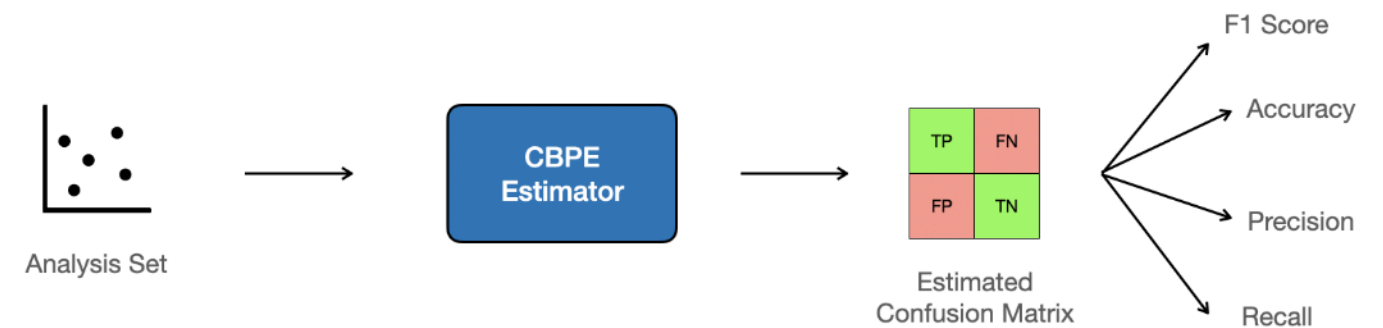 F1 Score
Accuracy
CBPE
Estimator
TP FN
FP TN
Precision
Analysis Set
Estimated
Confusion Matrix
Recall